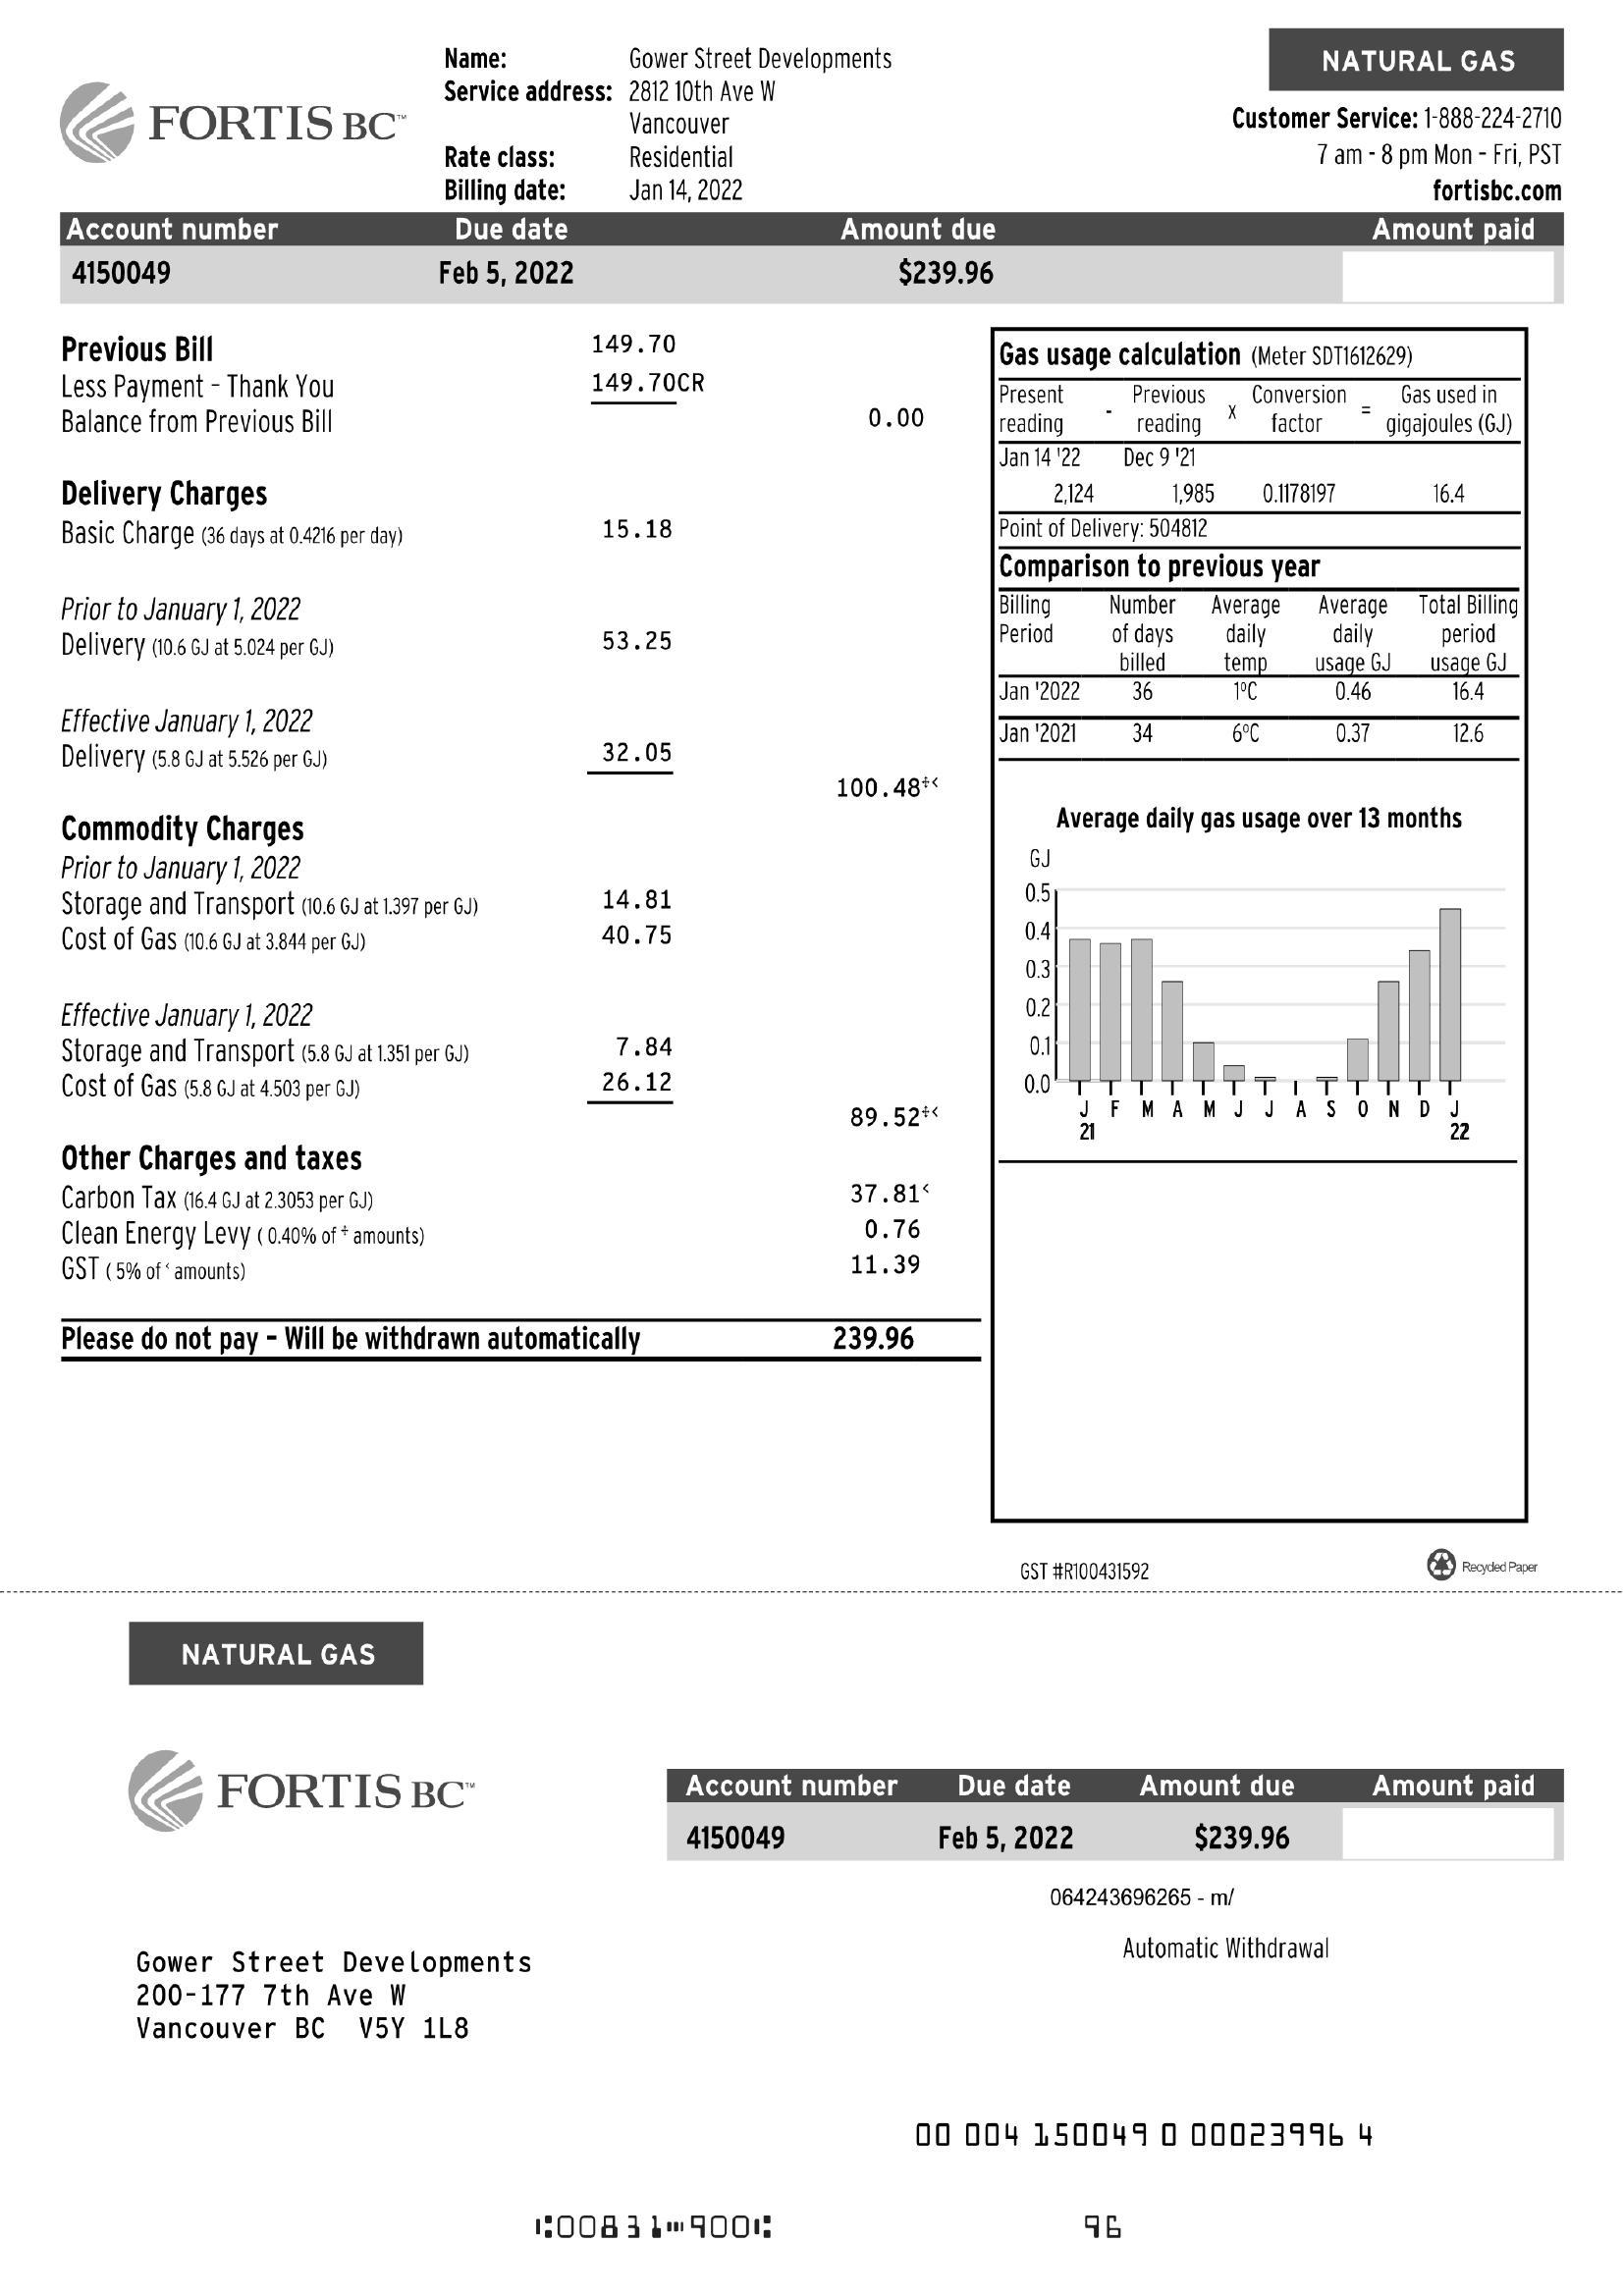 FORTIS BC™
Name: Gower Street Developments
Service address: 2812 10th Ave W
Vancouver
Rate class: Residential
Billing date: Jan 14, 2022
NATURAL GAS
Customer Service: 1-888-224-2710
7 am - 8 pm Mon - Fri, PST
fortisbc.com
Account number Due date Amount due Amount paid
4150049 Feb 5, 2022 $239.96
Previous Bill 149.70
Less Payment - Thank You 149.70CR
Balance from Previous Bill 0.00
Delivery Charges
Basic Charge (36 days at 0.4216 per day) 15.18
Prior to January 1, 2022
Delivery (10.6 GJ at 5.024 per GJ) 53.25
Effective January 1, 2022
Delivery (5.8 GJ at 5.526 per GJ) 32.05
100.48÷<
Commodity Charges
Prior to January 1, 2022
Storage and Transport (10.6 GJ at 1.397 per GJ) 14.81
Cost of Gas (10.6 GJ at 3.844 per GJ) 40.75
Effective January 1, 2022
Storage and Transport (5.8 GJ at 1.351 per GJ) 7.84
Cost of Gas (5.8 GJ at 4.503 per GJ) 26.12
89.52÷<
Other Charges and taxes
Carbon Tax (16.4 GJ at 2.3053 per GJ) 37.81<
Clean Energy Levy ( 0.40% of ÷ amounts) 0.76
GST ( 5% of < amounts) 11.39
Please do not pay - Will be withdrawn automatically 239.96
Gas usage calculation (Meter SDT1612629)
Present - Previous x Conversion = Gas used in
reading reading factor gigajoules (GJ)
Jan 14 '22 Dec 9 '21
2,124 1,985 0.1178197 16.4
Point of Delivery: 504812
Comparison to previous year
Billing Number Average Average Total Billing
Period of days daily daily period
billed temp usage GJ usage GJ
Jan '2022 36 1ºC 0.46 16.4
Jan '2021 34 6ºC 0.37 12.6
Average daily gas usage over 13 months
GJ
0.5
0.4
0.3
0.2
0.1
0.0
J F M A M J J A S O N D J
21 22
GST #R100431592
Recycled Paper
NATURAL GAS
FORTIS BC™
Account number Due date Amount due Amount paid
4150049 Feb 5, 2022 $239.96
064243696265 - m/
Automatic Withdrawal
Gower Street Developments
200-177 7th Ave W
Vancouver BC V5Y 1L8
00 004 150049 0 00023996 4
⑆00831⑉900⑆ 96